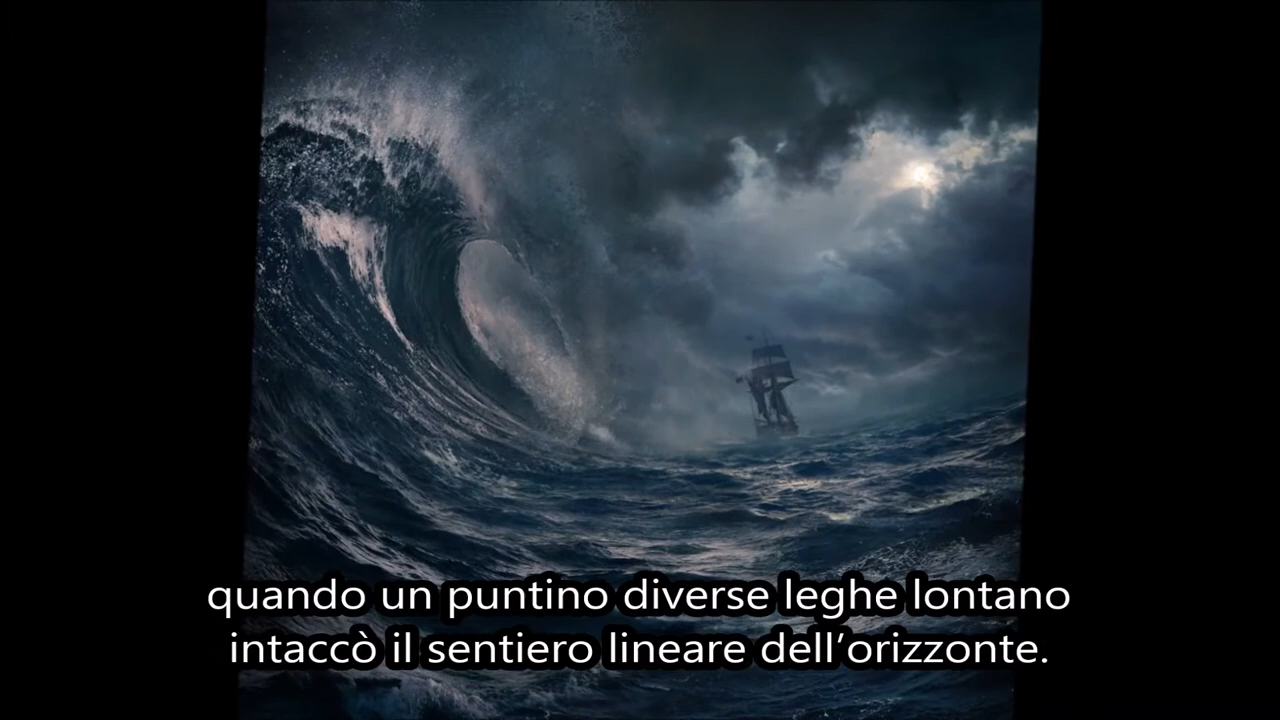 quando un puntino diverse leghe lontano
intaccò il sentiero lineare dell’orizzonte.